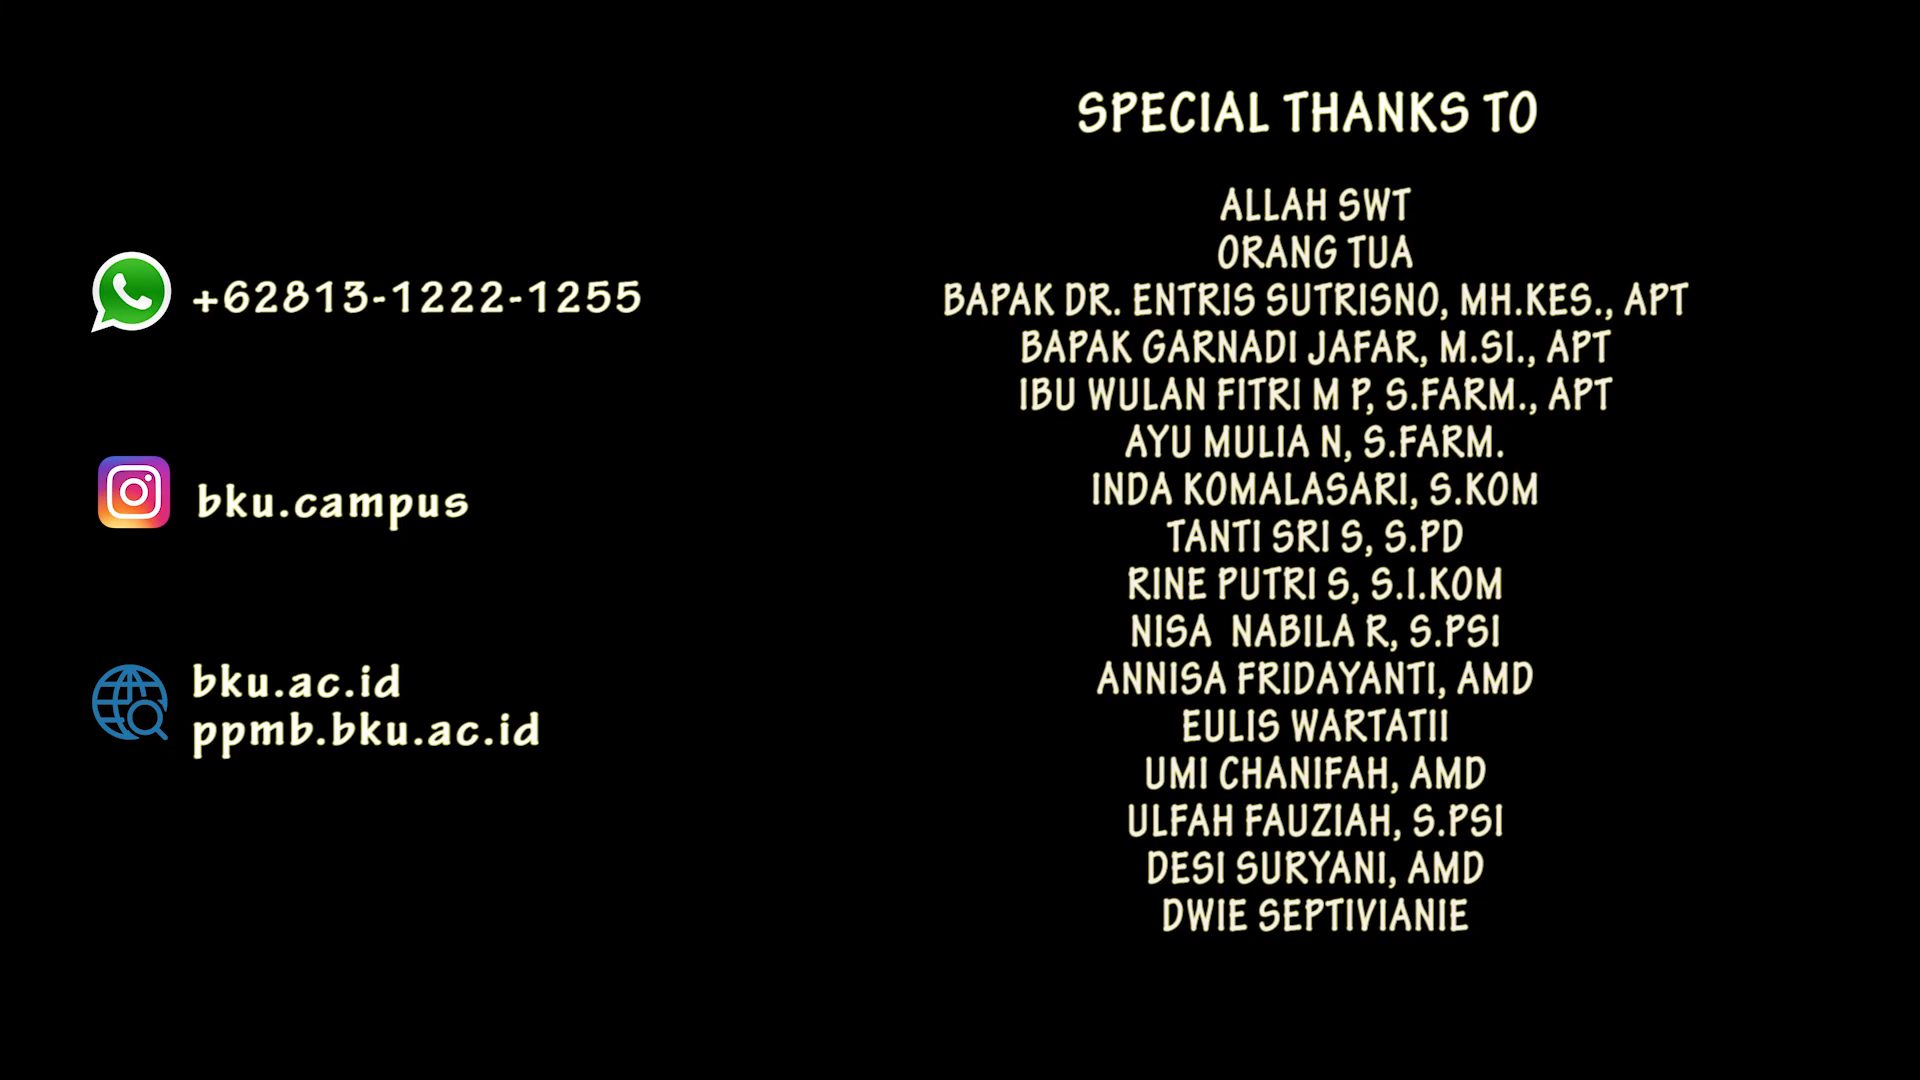 +62813-1222-1255
bku.campus
bku.ac.id
ppmb.bku.ac.id
SPECIAL THANKS TO
ALLAH SWT
ORANG TUA
BAPAK DR. ENTRIS SUTRISNO, MH.KES., APT
BAPAK GARNADI JAFAR, M.SI., APT
IBU WULAN FITRI M P, S.FARM., APT
AYU MULIA N, S.FARM.
INDA KOMALASARI, S.KOM
TANTI SRI S, S.PD
RINE PUTRI S, S.I.KOM
NISA  NABILA R, S.PSI
ANNISA FRIDAYANTI, AMD
EULIS WARTATII
UMI CHANIFAH, AMD
ULFAH FAUZIAH, S.PSI
DESI SURYANI, AMD
DWIE SEPTIVIANIE